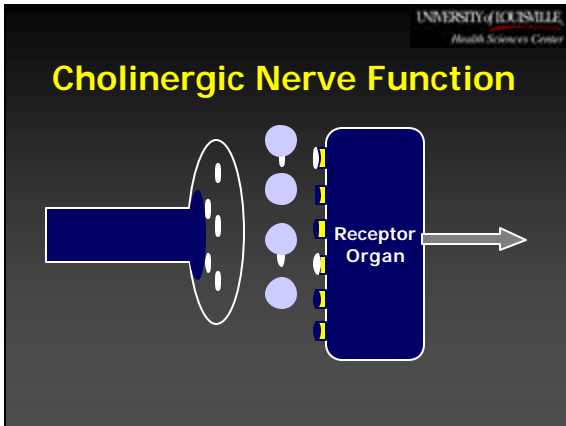 UNIVERSITY of LOUISVILLE
Health Sciences Center
Cholinergic Nerve Function
Receptor
Organ